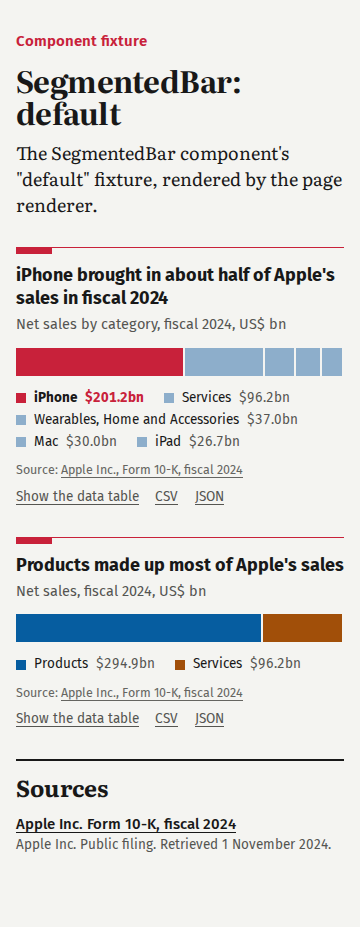 Component fixture
SegmentedBar:
default
The SegmentedBar component's
"default" fixture, rendered by the page
renderer.
iPhone brought in about half of Apple's
sales in fiscal 2024
Net sales by category, fiscal 2024, US$ bn
iPhone $201.2bn Services $96.2bn
Wearables, Home and Accessories $37.0bn
Mac $30.0bn iPad $26.7bn
Source: Apple Inc., Form 10-K, fiscal 2024
Show the data table CSV JSON
Products made up most of Apple's sales
Net sales, fiscal 2024, US$ bn
Products $294.9bn Services $96.2bn
Source: Apple Inc., Form 10-K, fiscal 2024
Show the data table CSV JSON
Sources
Apple Inc. Form 10-K, fiscal 2024
Apple Inc. Public filing. Retrieved 1 November 2024.